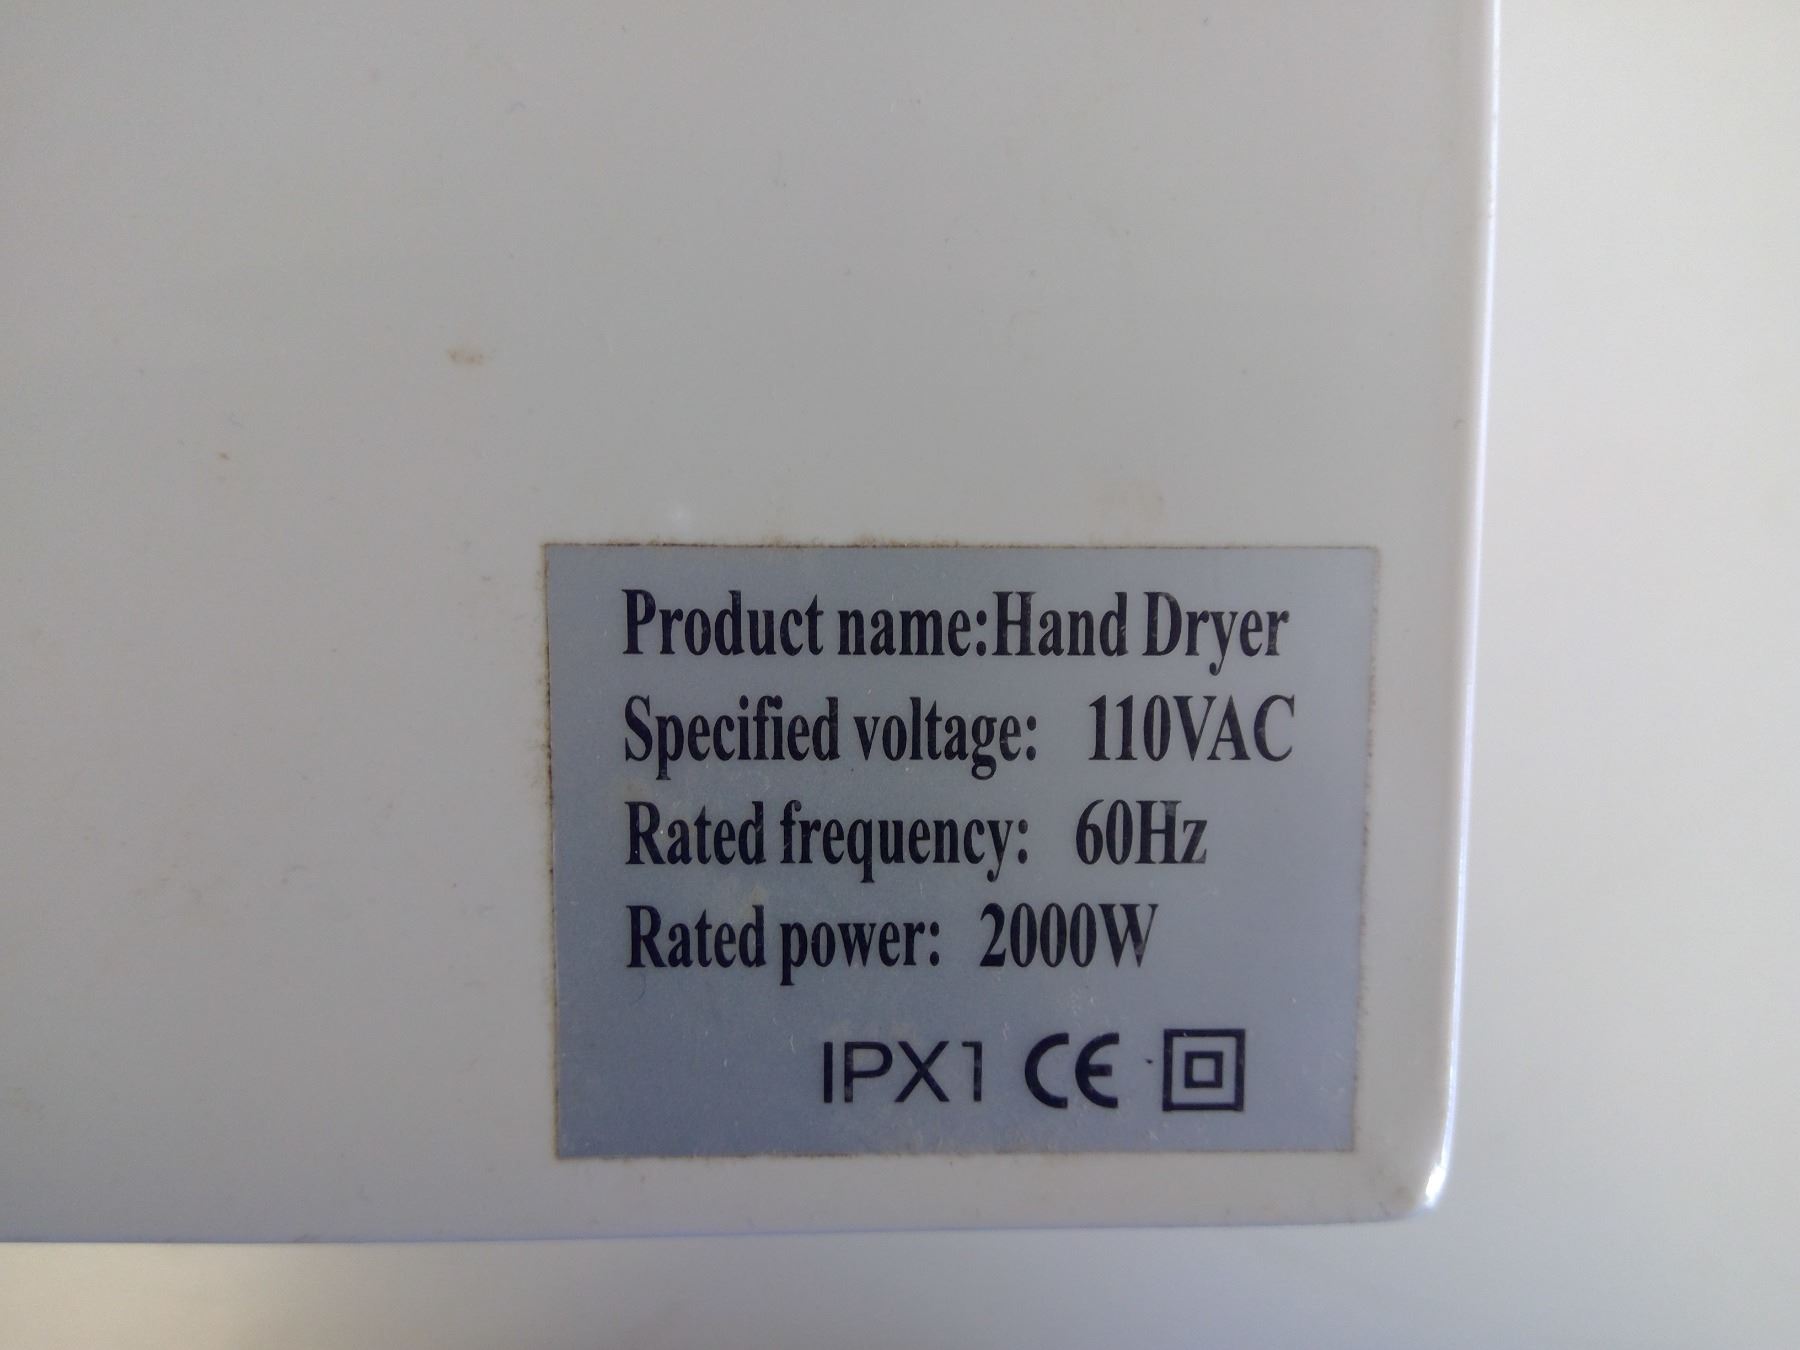 Product name:Hand Dryer
Specified voltage: 110VAC
Rated frequency: 60Hz
Rated power: 2000W
IPX1 CE